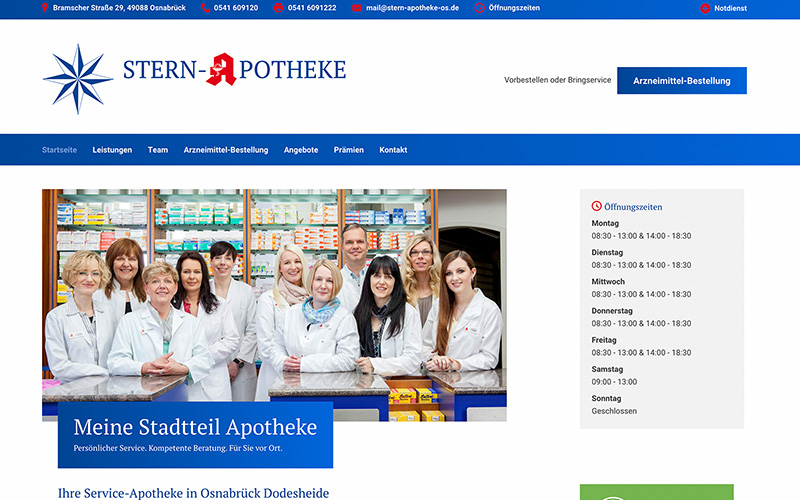 Bramscher Straße 29, 49088 Osnabrück 0541 609120 0541 6091222 mail@stern-apotheke-os.de Öffnungszeiten Notdienst
STERN-APOTHEKE
Vorbestellen oder Bringservice Arzneimittel-Bestellung
Startseite Leistungen Team Arzneimittel-Bestellung Angebote Prämien Kontakt
Öffnungszeiten
Montag
08:30 - 13:00 & 14:00 - 18:30
Dienstag
08:30 - 13:00 & 14:00 - 18:30
Mittwoch
08:30 - 13:00 & 14:00 - 18:30
Donnerstag
08:30 - 13:00 & 14:00 - 18:30
Freitag
08:30 - 13:00 & 14:00 - 18:30
Samstag
09:00 - 13:00
Sonntag
Geschlossen
Meine Stadtteil Apotheke
Persönlicher Service. Kompetente Beratung. Für Sie vor Ort.
Ihre Service-Apotheke in Osnabrück Dodesheide